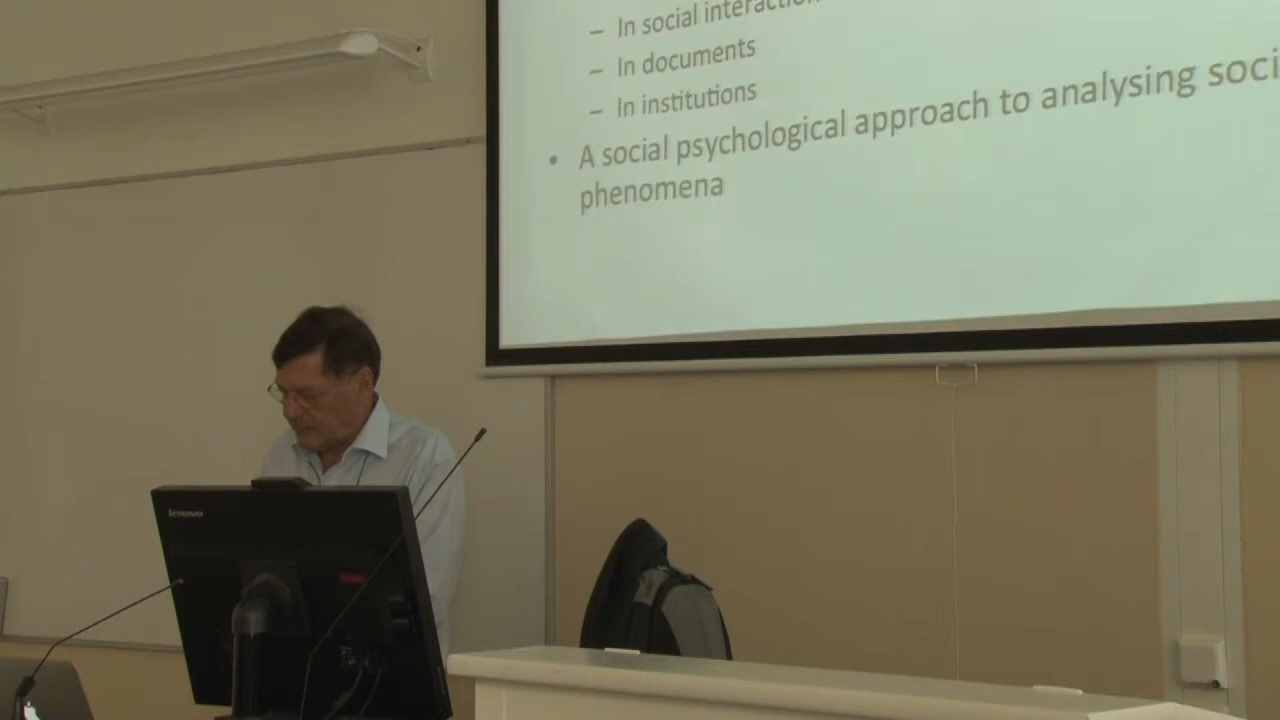 – In social interaction
– In documents
– In institutions
• A social psychological approach to analysing soci
phenomena
lenovo